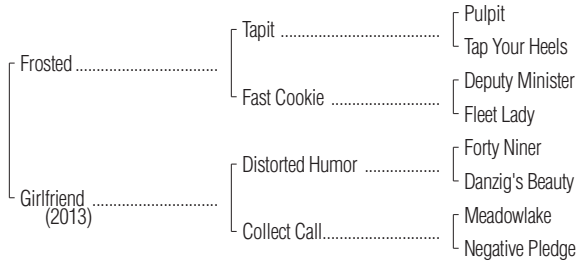 Frosted
Girlfriend
(2013)
Tapit
Fast Cookie
Distorted Humor
Collect Call
Pulpit
Tap Your Heels
Deputy Minister
Fleet Lady
Forty Niner
Danzig's Beauty
Meadowlake
Negative Pledge